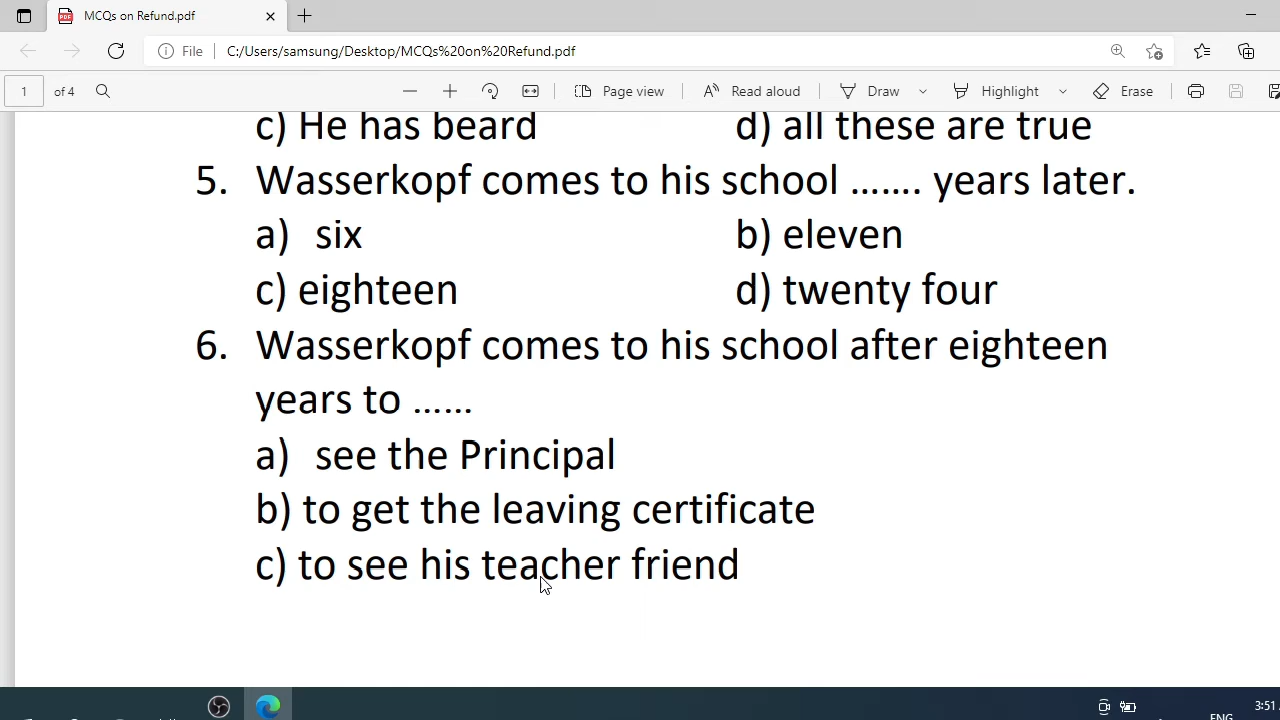 MCQs on Refund.pdf
File C:/Users/samsung/Desktop/MCQs%20on%20Refund.pdf
1 of 4 Page view Read aloud Draw Highlight Erase
c) He has beard d) all these are true
5. Wasserkopf comes to his school ....... years later.
a) six b) eleven
c) eighteen d) twenty four
6. Wasserkopf comes to his school after eighteen
years to ......
a) see the Principal
b) to get the leaving certificate
c) to see his teacher friend
3:51
ENG